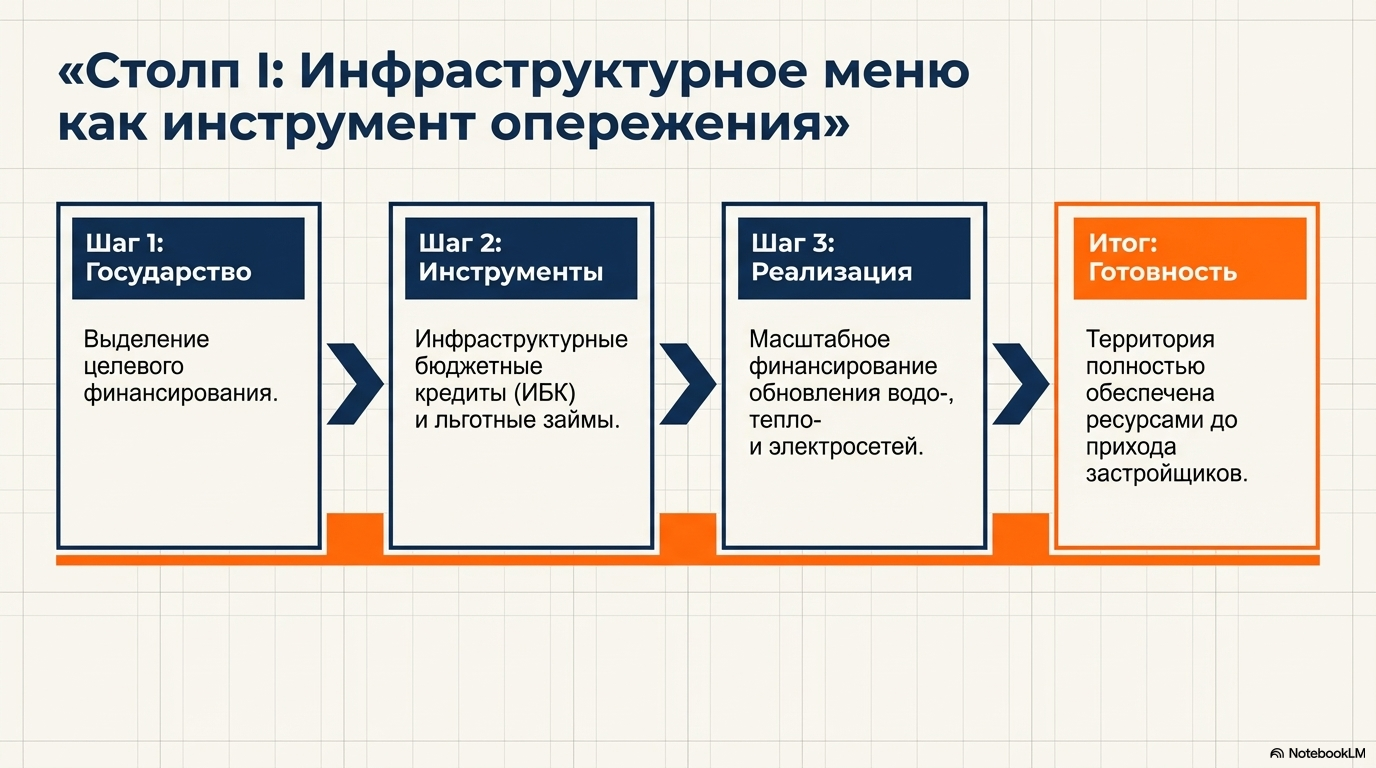 «Столп I: Инфраструктурное меню
как инструмент опережения»
Шаг 1:
Государство
Выделение
целевого
финансирования.
Шаг 2:
Инструменты
Инфраструктурные
бюджетные
кредиты (ИБК)
и льготные займы.
Шаг 3:
Реализация
Масштабное
финансирование
обновления водо-,
тепло-
и электросетей.
Итог:
Готовность
Территория
полностью
обеспечена
ресурсами до
прихода
застройщиков.
NotebookLM